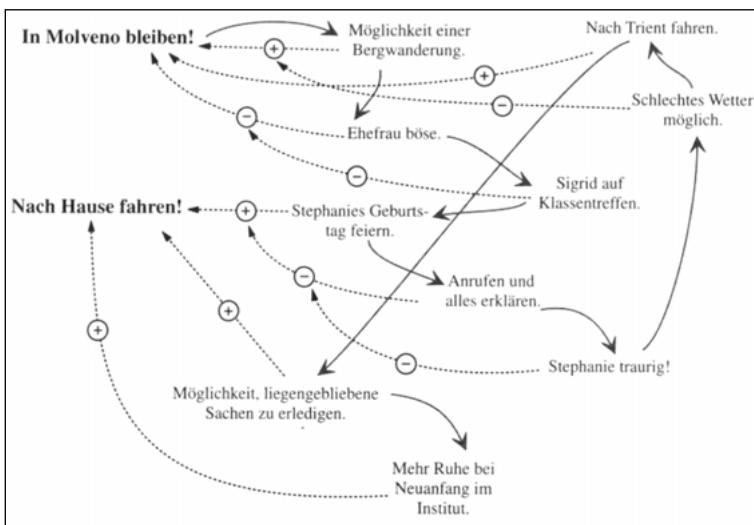 In Molveno bleiben!
Möglichkeit einer
Bergwanderung.
Nach Trient fahren.
+
+
−
Schlechtes Wetter
möglich.
−
Ehefrau böse.
−
Sigrid auf
Klassentreffen.
Nach Hause fahren!
+
Stephanies Geburts-
tag feiern.
−
Anrufen und
alles erklären.
+
+
−
Stephanie traurig!
Möglichkeit, liegengebliebene
Sachen zu erledigen.
Mehr Ruhe bei
Neuanfang im
Institut.